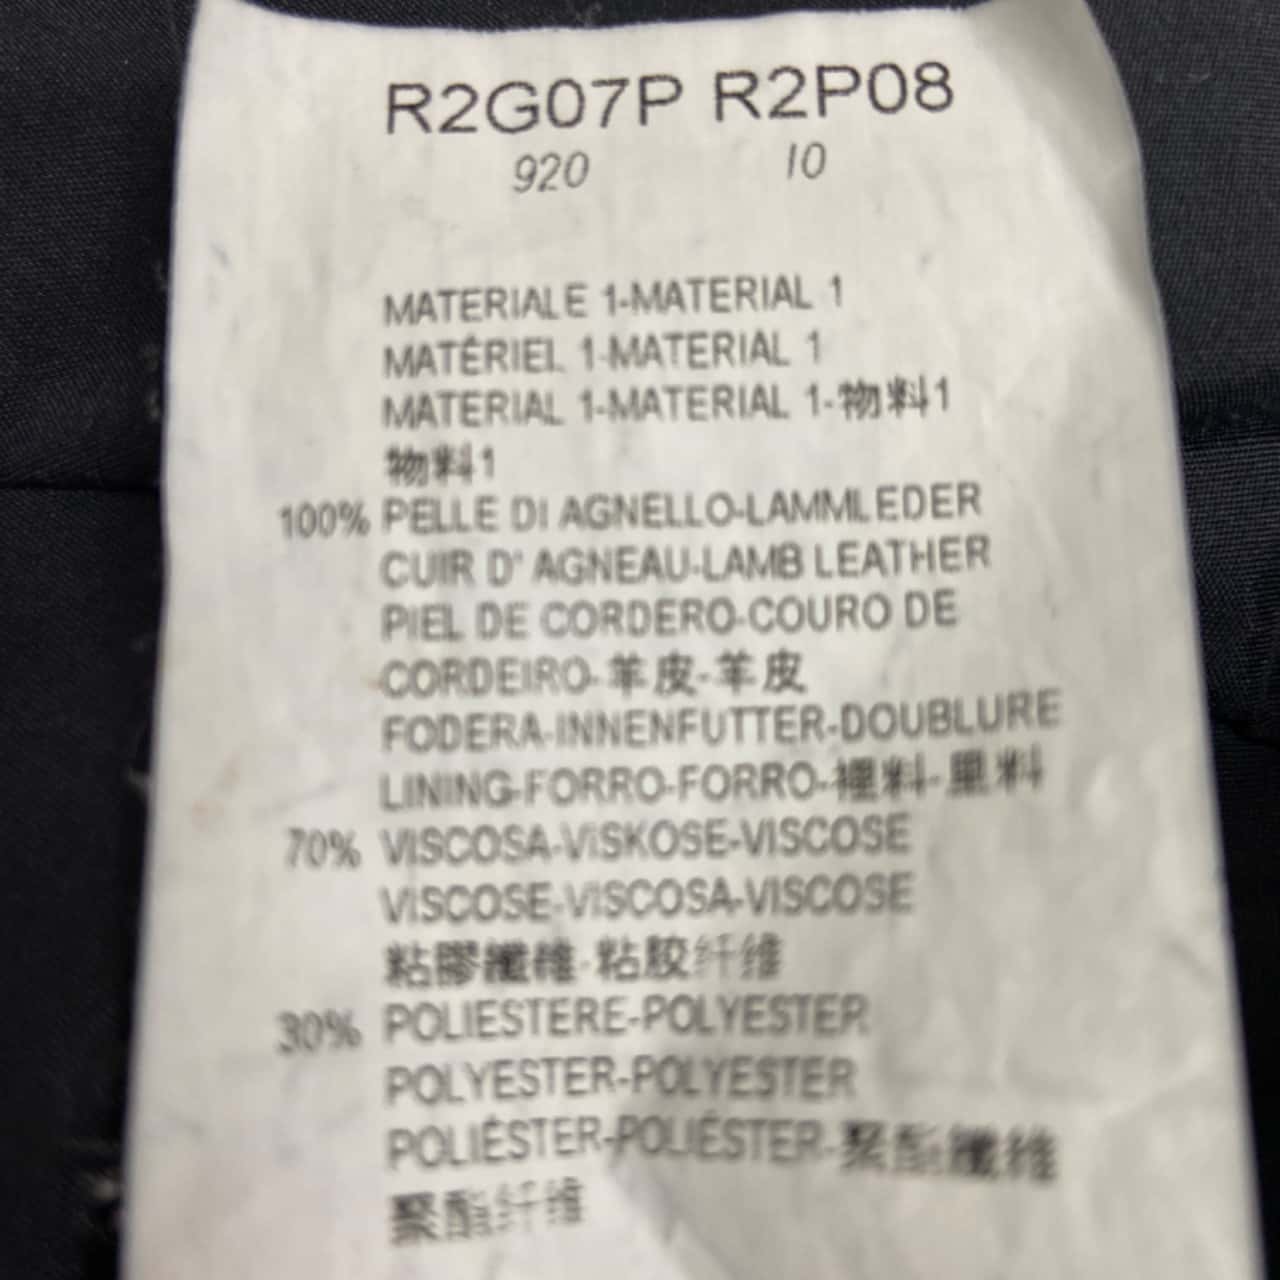 R2G07P R2P08
920 10
MATERIALE 1-MATERIAL 1
MATÉRIEL 1-MATERIAL 1
MATERIAL 1-MATERIAL 1-物料1
物料1
100% PELLE DI AGNELLO-LAMMLEDER
CUIR D' AGNEAU-LAMB LEATHER
PIEL DE CORDERO-COURO DE
CORDEIRO-羊皮-羊皮
FODERA-INNENFUTTER-DOUBLURE
LINING-FORRO-FORRO-裡料-里料
70% VISCOSA-VISKOSE-VISCOSE
VISCOSE-VISCOSA-VISCOSE
粘膠纖維-粘胶纤维
30% POLIESTERE-POLYESTER
POLYESTER-POLYESTER
POLIÉSTER-POLIÉSTER-聚酯纖維
聚酯纤维